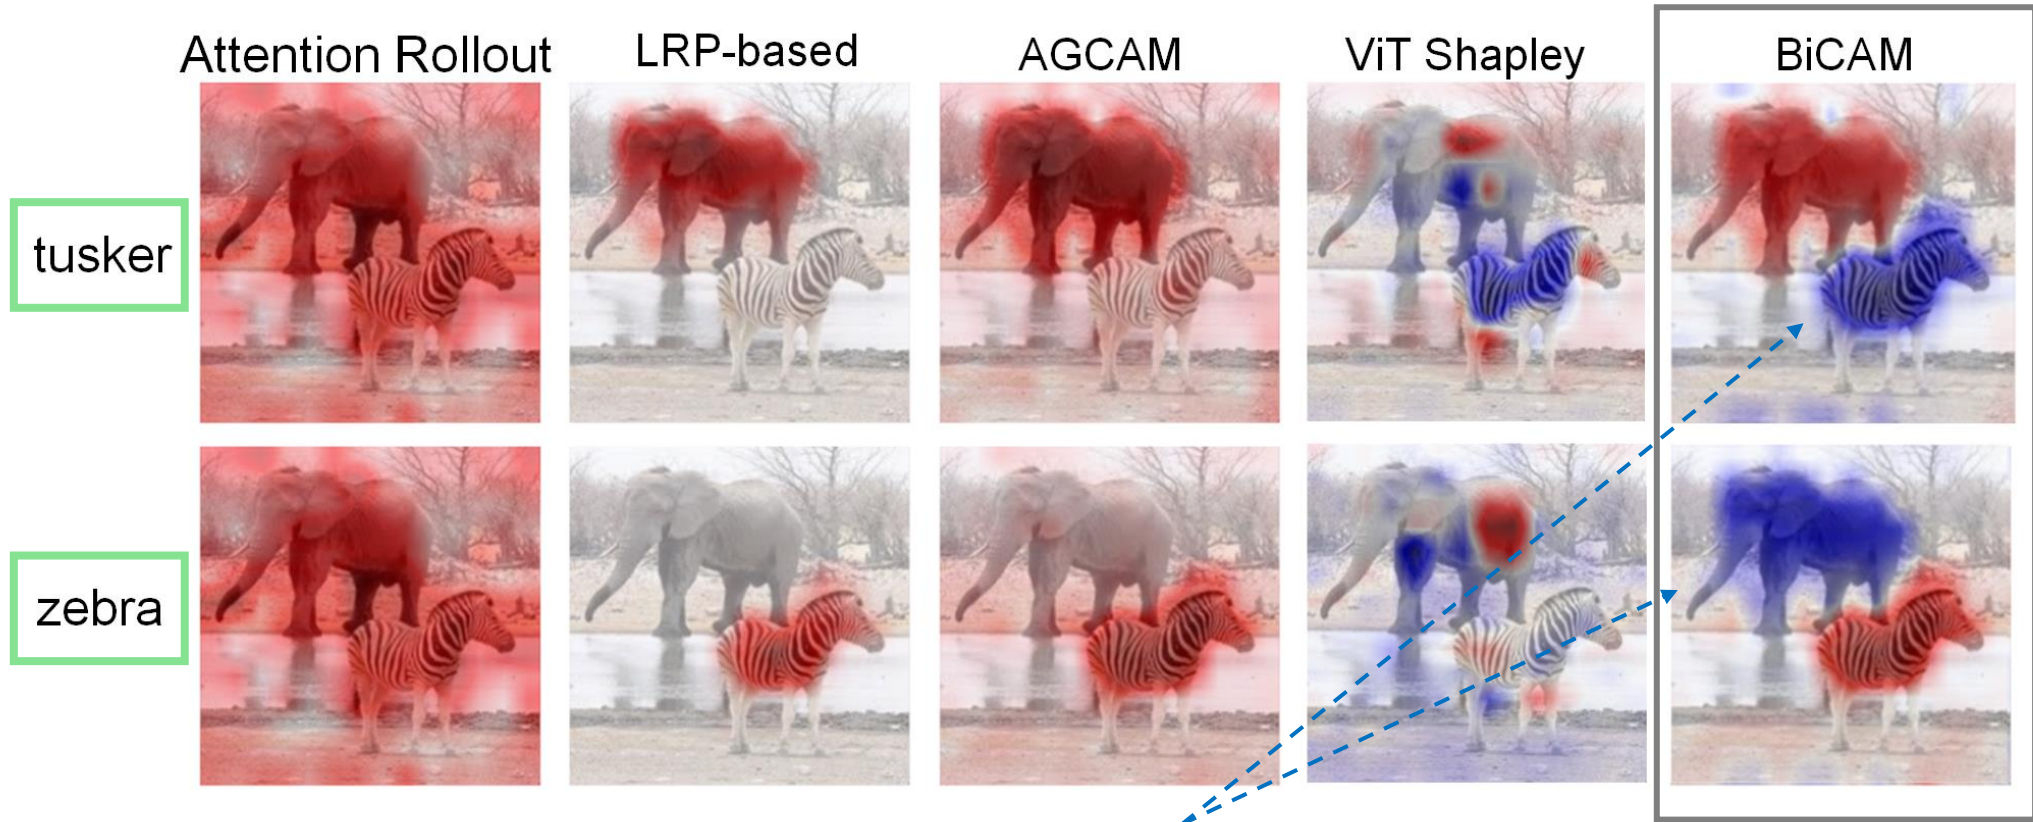 Attention Rollout
LRP-based
AGCAM
ViT Shapley
BiCAM
tusker
zebra